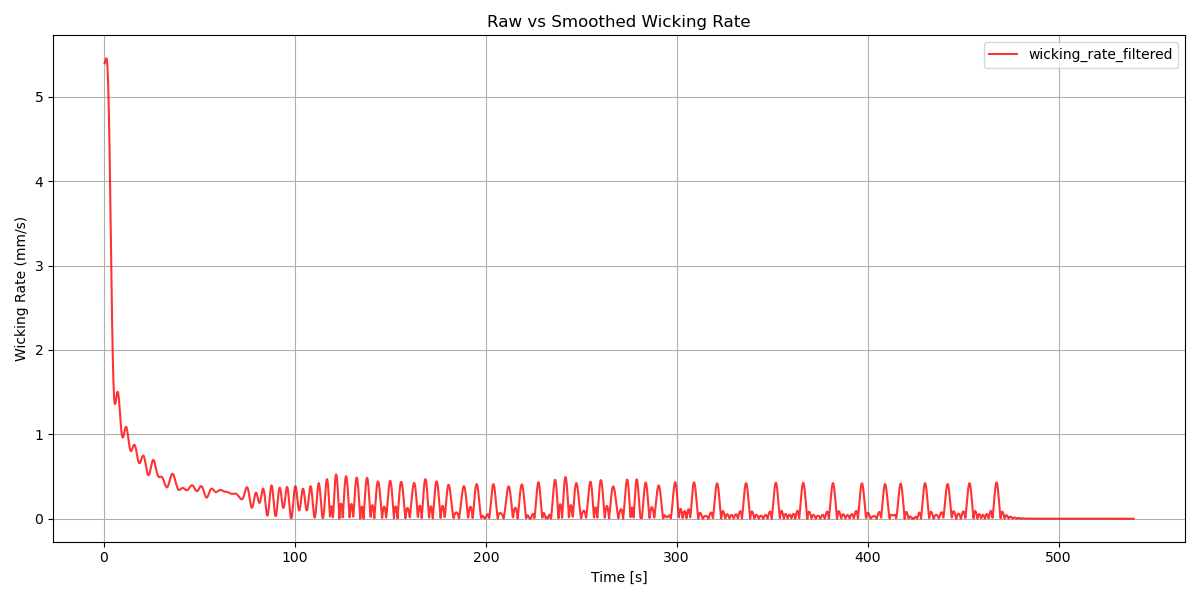 Raw vs Smoothed Wicking Rate
wicking_rate_filtered
Wicking Rate (mm/s)
5
4
3
2
1
0
0 100 200 300 400 500
Time [s]